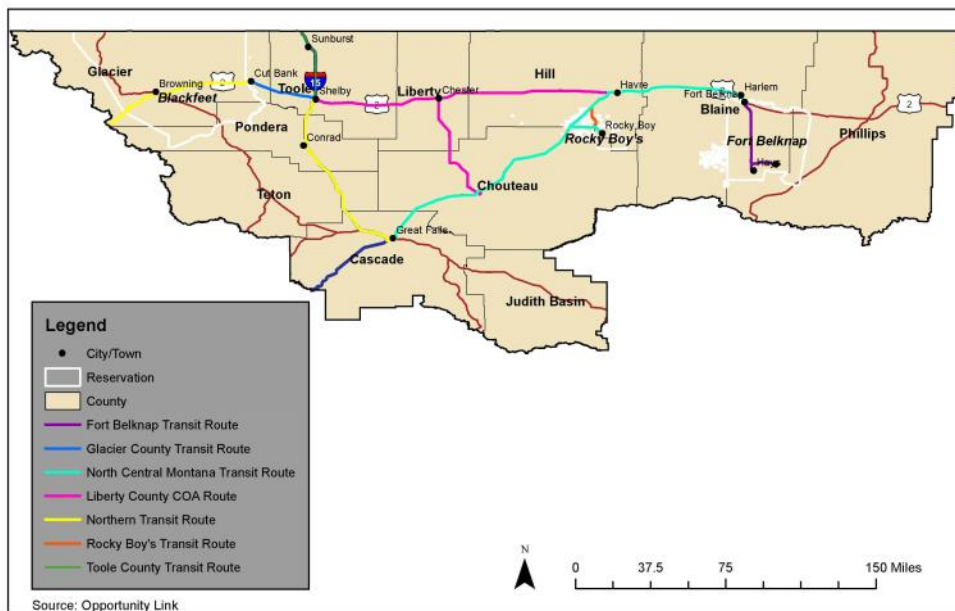 Sunburst
Glacier
Cut Bank
Hill
Browning
2
15
Toole
Shelby
Liberty
Chester
2
Havre
Harlem
Fort Belknap
2
Blackfeet
Blaine
2
Pondera
Conrad
Rocky Boy
Rocky Boy's
Phillips
Fort Belknap
Hays
Teton
Chouteau
Great Falls
Cascade
Judith Basin
Legend
City/Town
Reservation
County
Fort Belknap Transit Route
Glacier County Transit Route
North Central Montana Transit Route
Liberty County COA Route
Northern Transit Route
Rocky Boy's Transit Route
Toole County Transit Route
N
0 37.5 75 150 Miles
Source: Opportunity Link